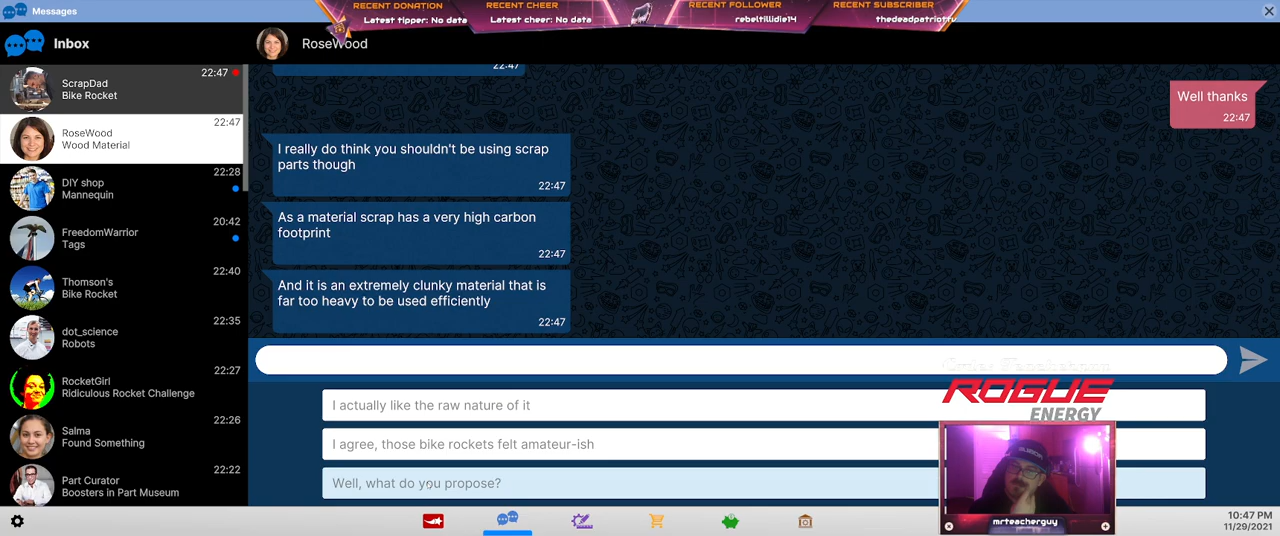 Messages
RECENT DONATION
Latest tipper: No data
RECENT CHEER
Latest cheer: No data
RECENT FOLLOWER
rebeltillidie14
RECENT SUBSCRIBER
thedeadpatriottv
Inbox
RoseWood
ScrapDad
Bike Rocket
22:47
RoseWood
Wood Material
22:47
DIY shop
Mannequin
22:28
FreedomWarrior
Tags
20:42
Thomson's
Bike Rocket
22:40
dot_science
Robots
22:35
RocketGirl
Ridiculous Rocket Challenge
22:27
Salma
Found Something
22:26
Part Curator
Boosters in Part Museum
22:22
22:47
Well thanks
22:47
I really do think you shouldn't be using scrap
parts though
22:47
As a material scrap has a very high carbon
footprint
22:47
And it is an extremely clunky material that is
far too heavy to be used efficiently
22:47
I actually like the raw nature of it
I agree, those bike rockets felt amateur-ish
Well, what do you propose?
ROGUE
ENERGY
mrteacherguy
10:47 PM
11/29/2021